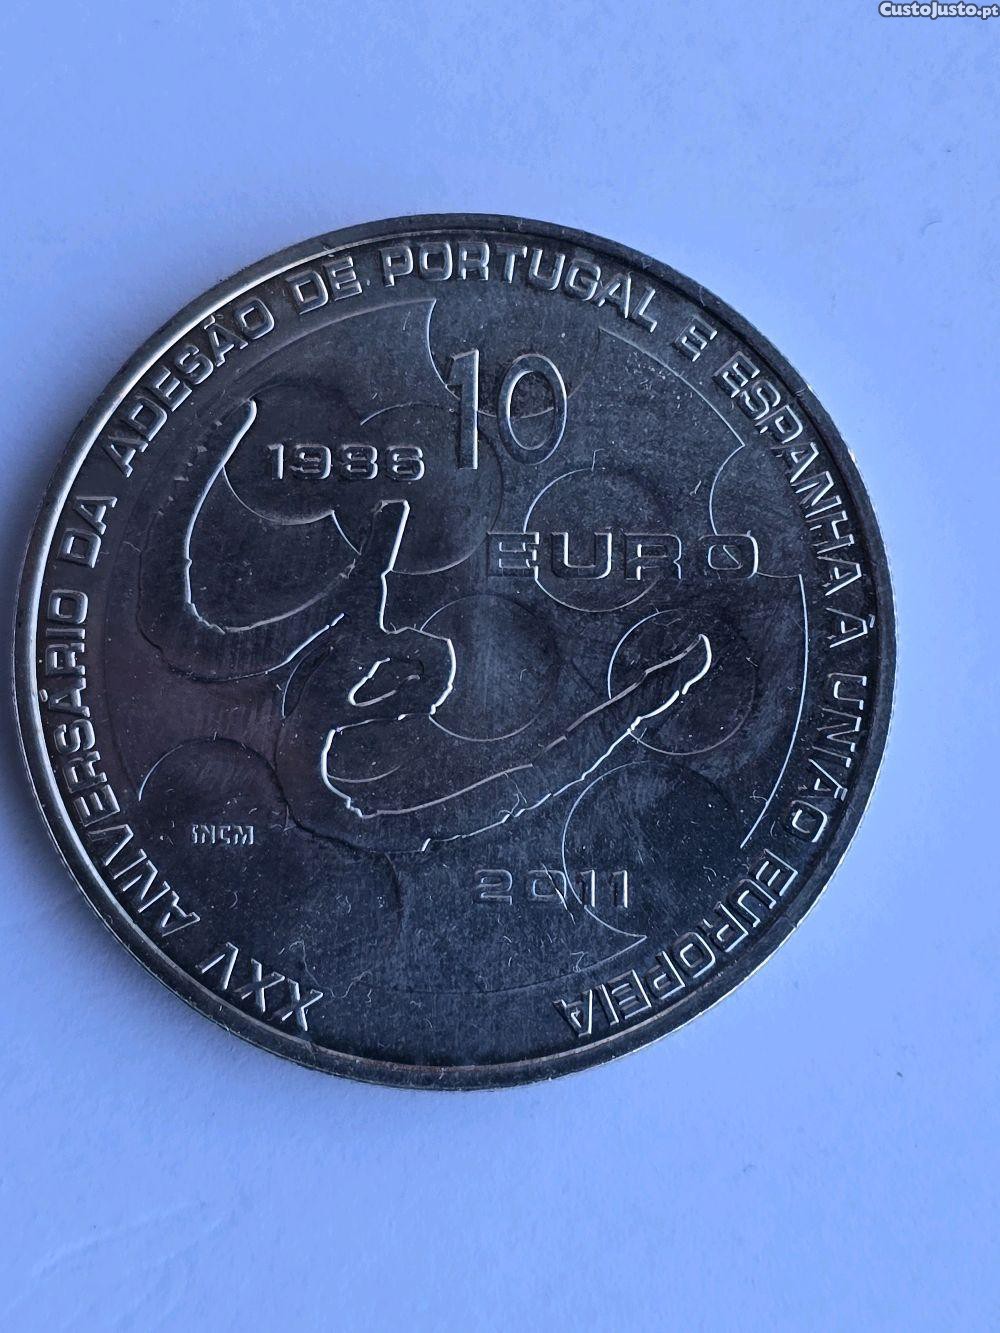 CustoJusto.pt
XXV ANIVERSÁRIO DA ADESÃO DE PORTUGAL E ESPANHA À UNIÃO EUROPEIA
10
1986
EURO
INCM
2011